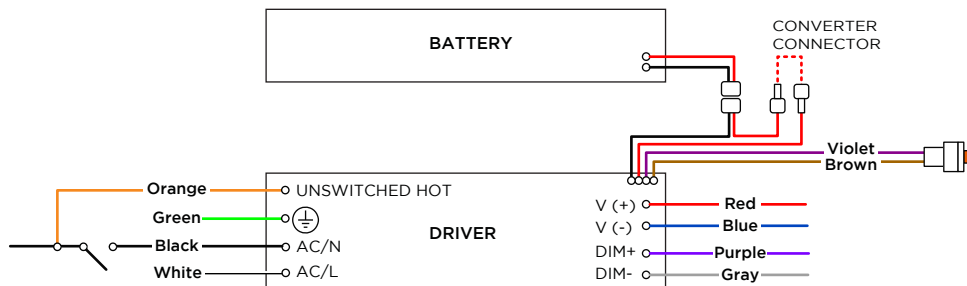 BATTERY
CONVERTER
CONNECTOR
Violet
Brown
Orange
UNSWITCHED HOT
Green
Black
AC/N
White
AC/L
DRIVER
V (+)
Red
V (-)
Blue
DIM+
Purple
DIM-
Gray